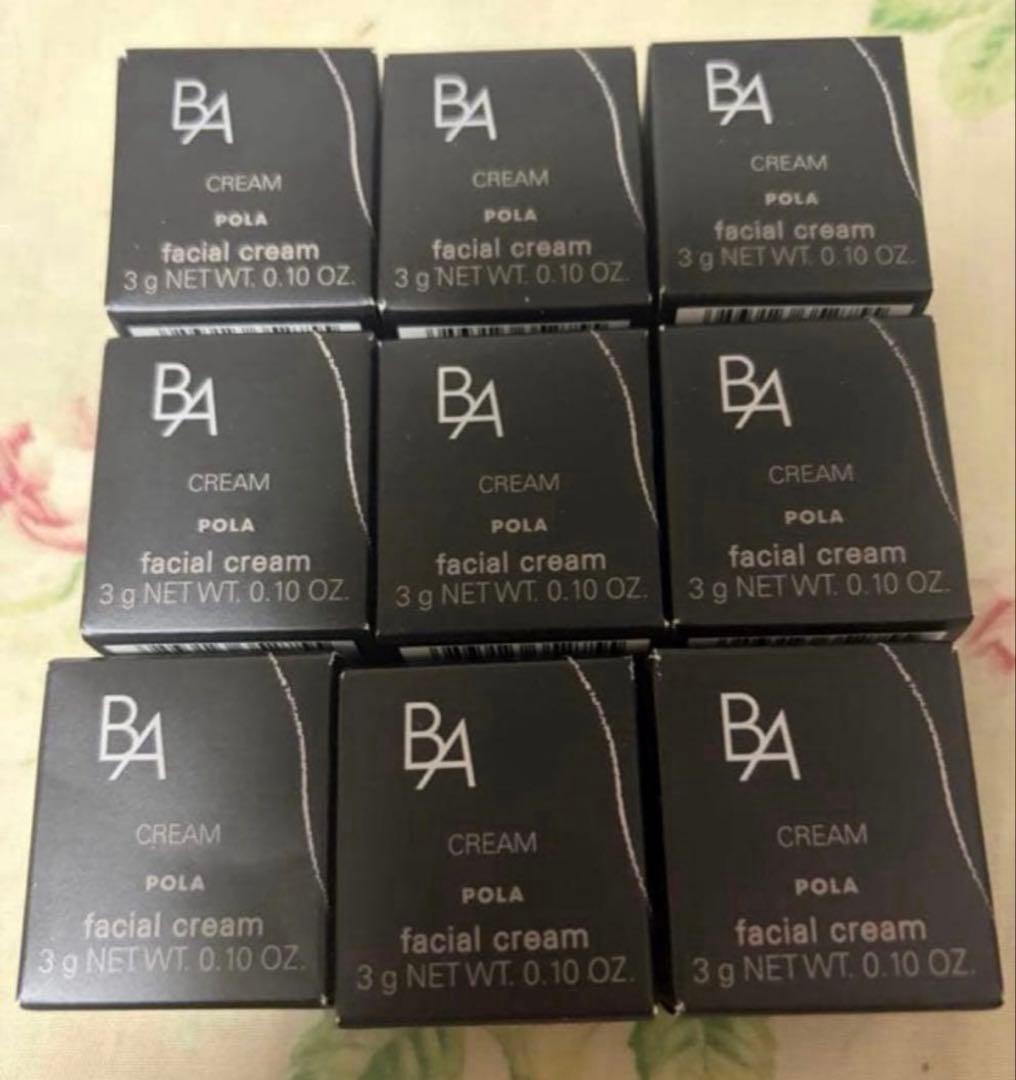 BA
CREAM
POLA
facial cream
3 g NET WT. 0.10 OZ.
BA
CREAM
POLA
facial cream
3 g NET WT. 0.10 OZ.
BA
CREAM
POLA
facial cream
3 g NET WT. 0.10 OZ.
BA
CREAM
POLA
facial cream
3 g NET WT. 0.10 OZ.
BA
CREAM
POLA
facial cream
3 g NET WT. 0.10 OZ.
BA
CREAM
POLA
facial cream
3 g NET WT. 0.10 OZ.
BA
CREAM
POLA
facial cream
3 g NET WT. 0.10 OZ.
BA
CREAM
POLA
facial cream
3 g NET WT. 0.10 OZ.
BA
CREAM
POLA
facial cream
3 g NET WT. 0.10 OZ.